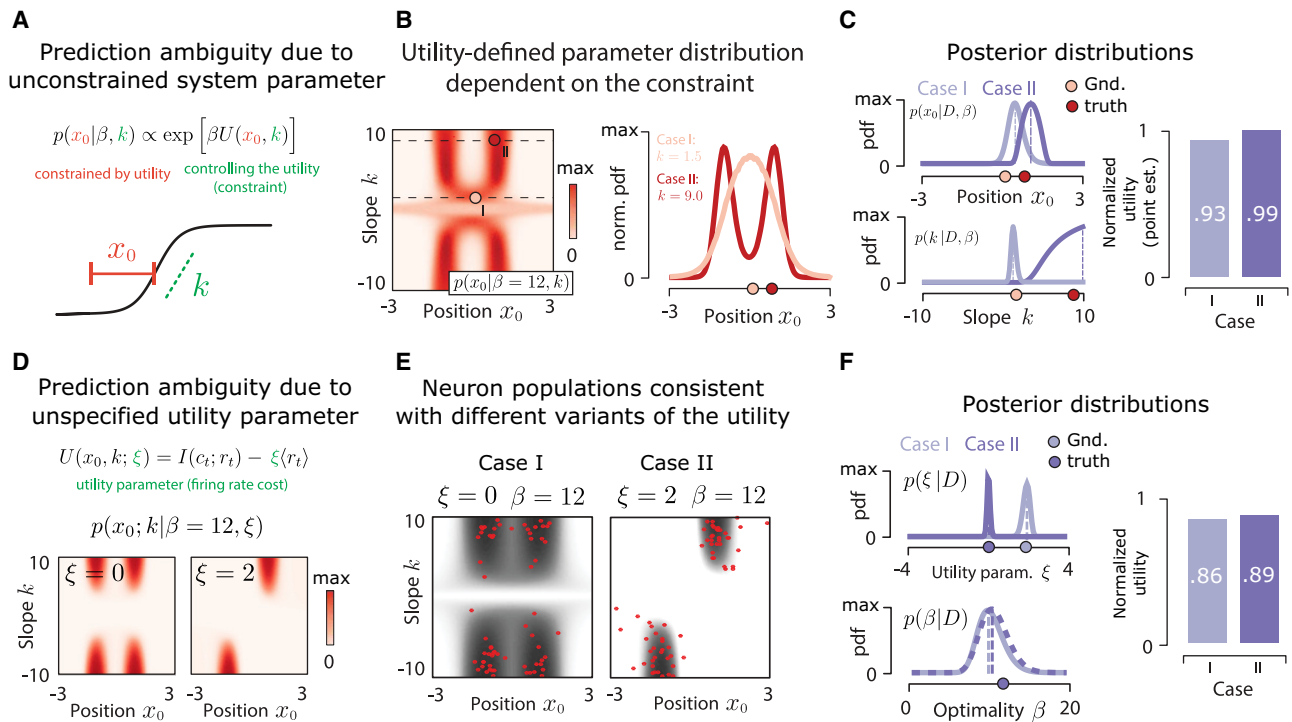 A
Prediction ambiguity due to
unconstrained system parameter
p(x₀|β, k) ∝ exp [βU(x₀, k)]
constrained by utility
controlling the utility
(constraint)
x₀
k
B
Utility-defined parameter distribution
dependent on the constraint
10
Slope k
-10
II
I
p(x₀|β = 12, k)
-3
3
Position x₀
max
0
max
norm. pdf
0
Case I:
k = 1.5
Case II:
k = 9.0
-3
3
Position x₀
C
Posterior distributions
Case I Case II
Gnd.
truth
max
pdf
0
p(x₀|D, β)
-3
Position x₀
3
max
pdf
0
p(k|D, β)
-10
Slope k
10
1
Normalized
utility
(point est.)
0
.93
.99
I
II
Case
D
Prediction ambiguity due to
unspecified utility parameter
U(x₀, k; ξ) = I(cₜ; rₜ) − ξ⟨rₜ⟩
utility parameter (firing rate cost)
p(x₀; k|β = 12, ξ)
10
Slope k
-10
ξ = 0
ξ = 2
max
0
-3
3
-3
3
Position x₀
Position x₀
E
Neuron populations consistent
with different variants of the utility
Case I
Case II
ξ = 0 β = 12
ξ = 2 β = 12
10
Slope k
-10
10
-10
-3
3
-3
3
Position x₀
Position x₀
F
Posterior distributions
Case I Case II
Gnd.
truth
max
pdf
0
p(ξ|D)
-4
Utility param. ξ
4
max
pdf
0
p(β|D)
0
Optimality β
20
1
Normalized
utility
0
.86
.89
I
II
Case